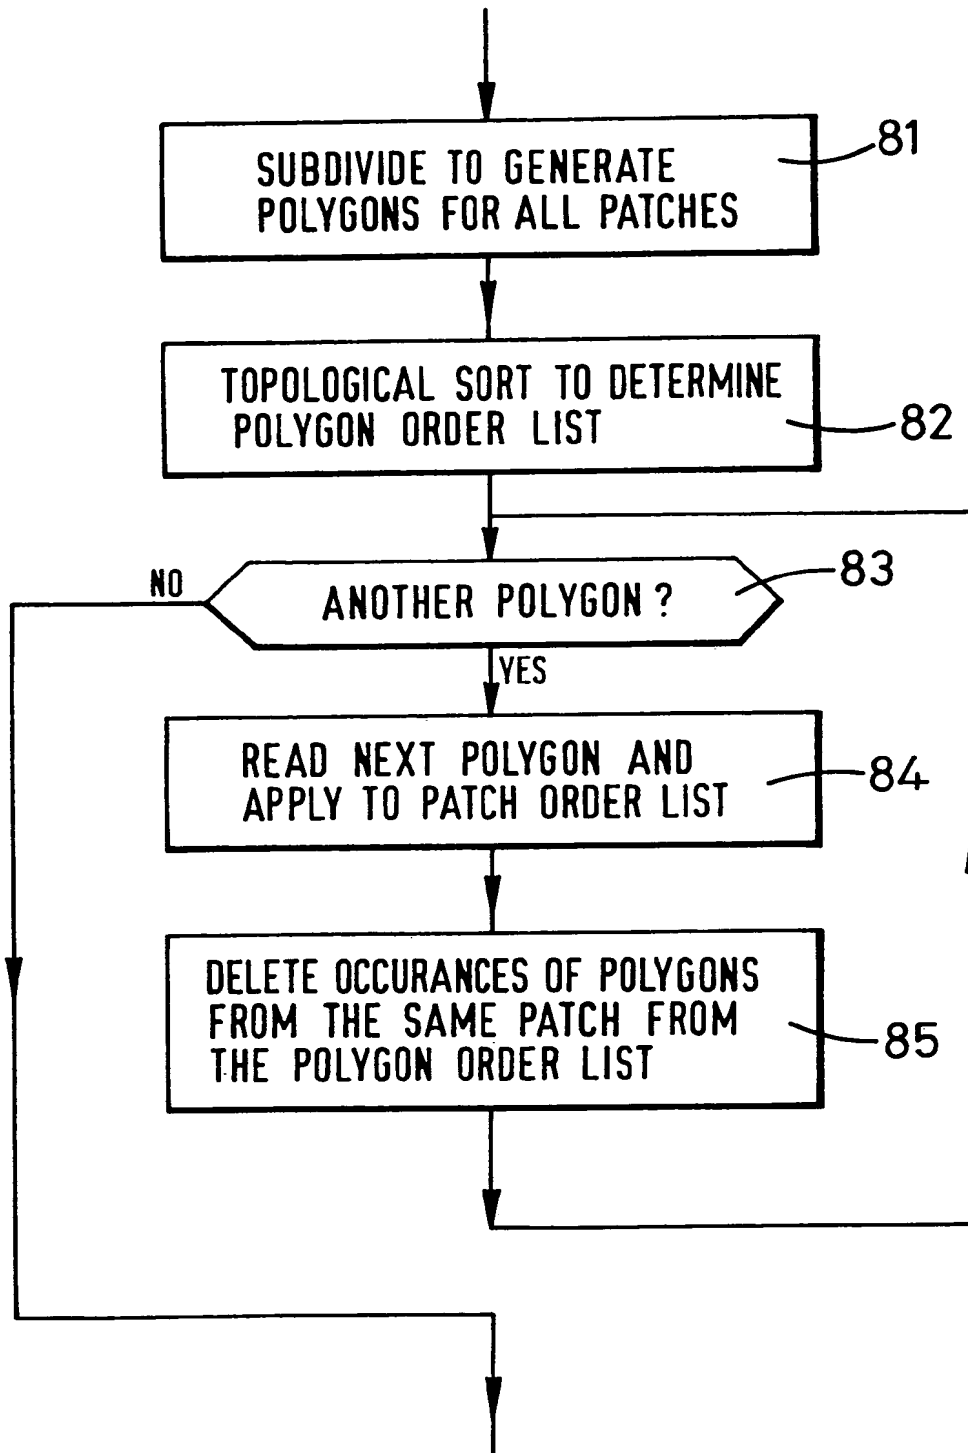 SUBDIVIDE TO GENERATE
POLYGONS FOR ALL PATCHES
81
TOPOLOGICAL SORT TO DETERMINE
POLYGON ORDER LIST
82
ANOTHER POLYGON ?
83
NO
YES
READ NEXT POLYGON AND
APPLY TO PATCH ORDER LIST
84
DELETE OCCURANCES OF POLYGONS
FROM THE SAME PATCH FROM
THE POLYGON ORDER LIST
85